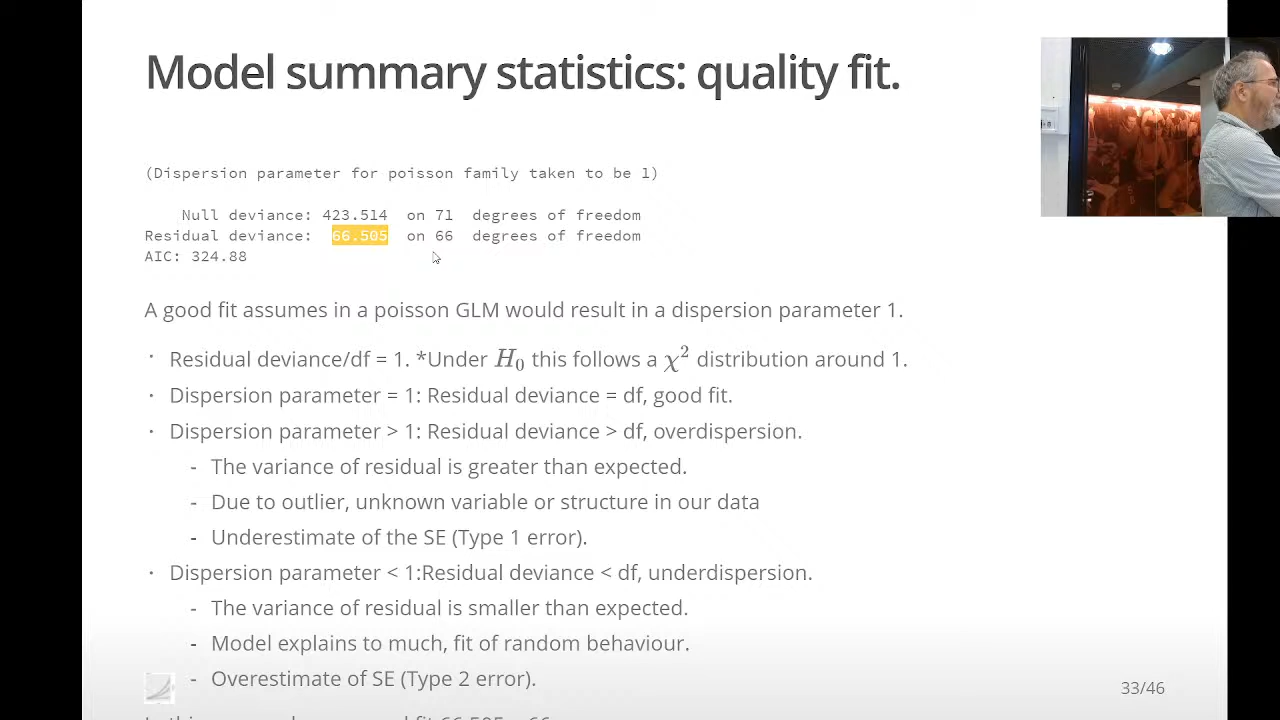 Model summary statistics: quality fit.
(Dispersion parameter for poisson family taken to be 1)
Null deviance: 423.514 on 71 degrees of freedom
Residual deviance: 66.505 on 66 degrees of freedom
AIC: 324.88
A good fit assumes in a poisson GLM would result in a dispersion parameter 1.
· Residual deviance/df = 1. *Under H₀ this follows a χ² distribution around 1.
· Dispersion parameter = 1: Residual deviance = df, good fit.
· Dispersion parameter > 1: Residual deviance > df, overdispersion.
- The variance of residual is greater than expected.
- Due to outlier, unknown variable or structure in our data
- Underestimate of the SE (Type 1 error).
· Dispersion parameter < 1:Residual deviance < df, underdispersion.
- The variance of residual is smaller than expected.
- Model explains to much, fit of random behaviour.
- Overestimate of SE (Type 2 error).
33/46